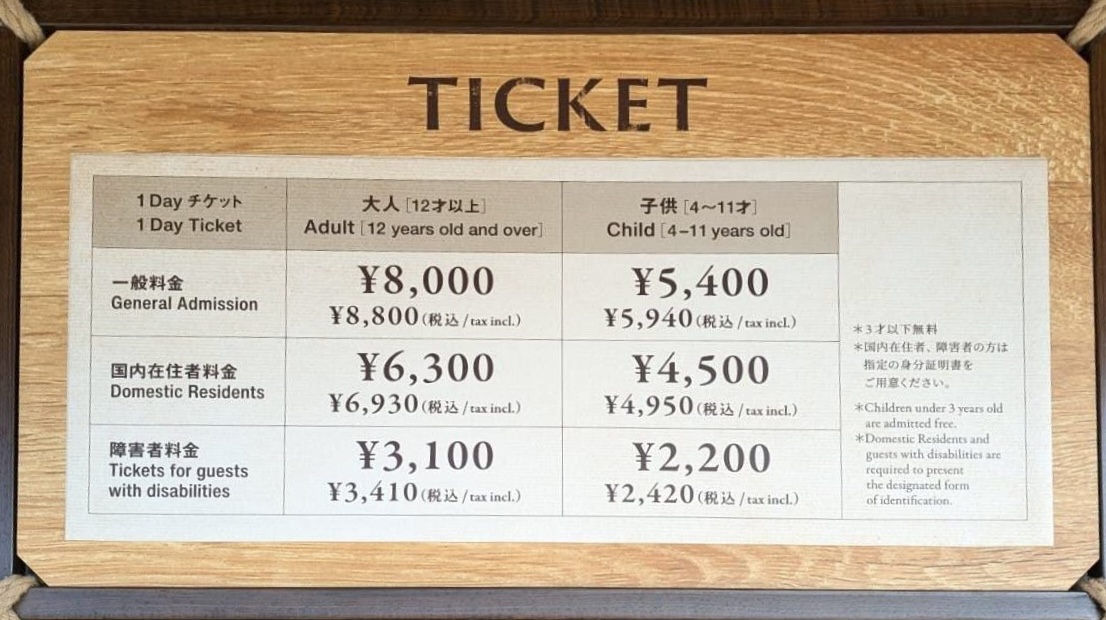 TICKET
1 Day チケット
1 Day Ticket
大人［12才以上］
Adult［12 years old and over］
子供［4～11才］
Child［4–11 years old］
一般料金
General Admission
¥8,000
¥8,800（税込/tax incl.）
¥5,400
¥5,940（税込/tax incl.）
国内在住者料金
Domestic Residents
¥6,300
¥6,930（税込/tax incl.）
¥4,500
¥4,950（税込/tax incl.）
障害者料金
Tickets for guests
with disabilities
¥3,100
¥3,410（税込/tax incl.）
¥2,200
¥2,420（税込/tax incl.）
＊3才以下無料
＊国内在住者、障害者の方は
指定の身分証明書を
ご用意ください。
＊Children under 3 years old
are admitted free.
＊Domestic Residents and
guests with disabilities are
required to present
the designated form
of identification.